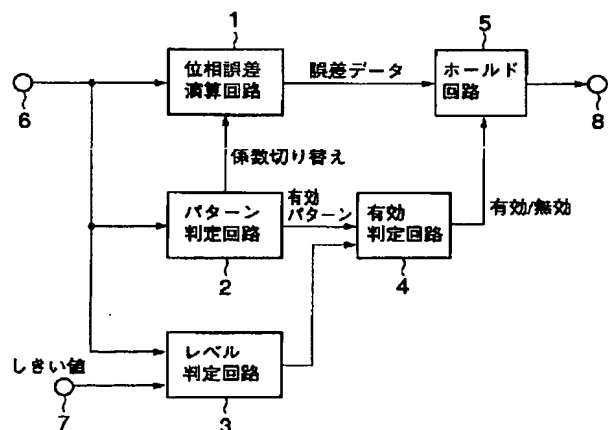 1
位相誤差
演算回路
誤差データ
5
ホールド
回路
6
8
係数切り替え
パターン
判定回路
2
有効
パターン
有効
判定回路
4
有効/無効
しきい値
7
レベル
判定回路
3